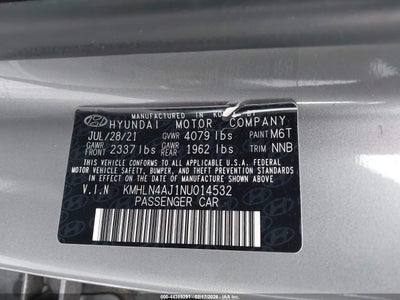 MANUFACTURED IN KOREA BY
HYUNDAI MOTOR COMPANY
JUL/28/21 GVWR 4079 lbs PAINT M6T
GAWR FRONT 2337 lbs GAWR REAR 1962 lbs TRIM NNB
THIS VEHICLE CONFORMS TO ALL APPLICABLE U.S.A. FEDERAL
MOTOR VEHICLE SAFETY, BUMPER, AND THEFT PREVENTION
STANDARDS IN EFFECT ON THE DATE OF MANUFACTURE
SHOWN ABOVE.
V.I.N KMHLN4AJ1NU014532
PASSENGER CAR